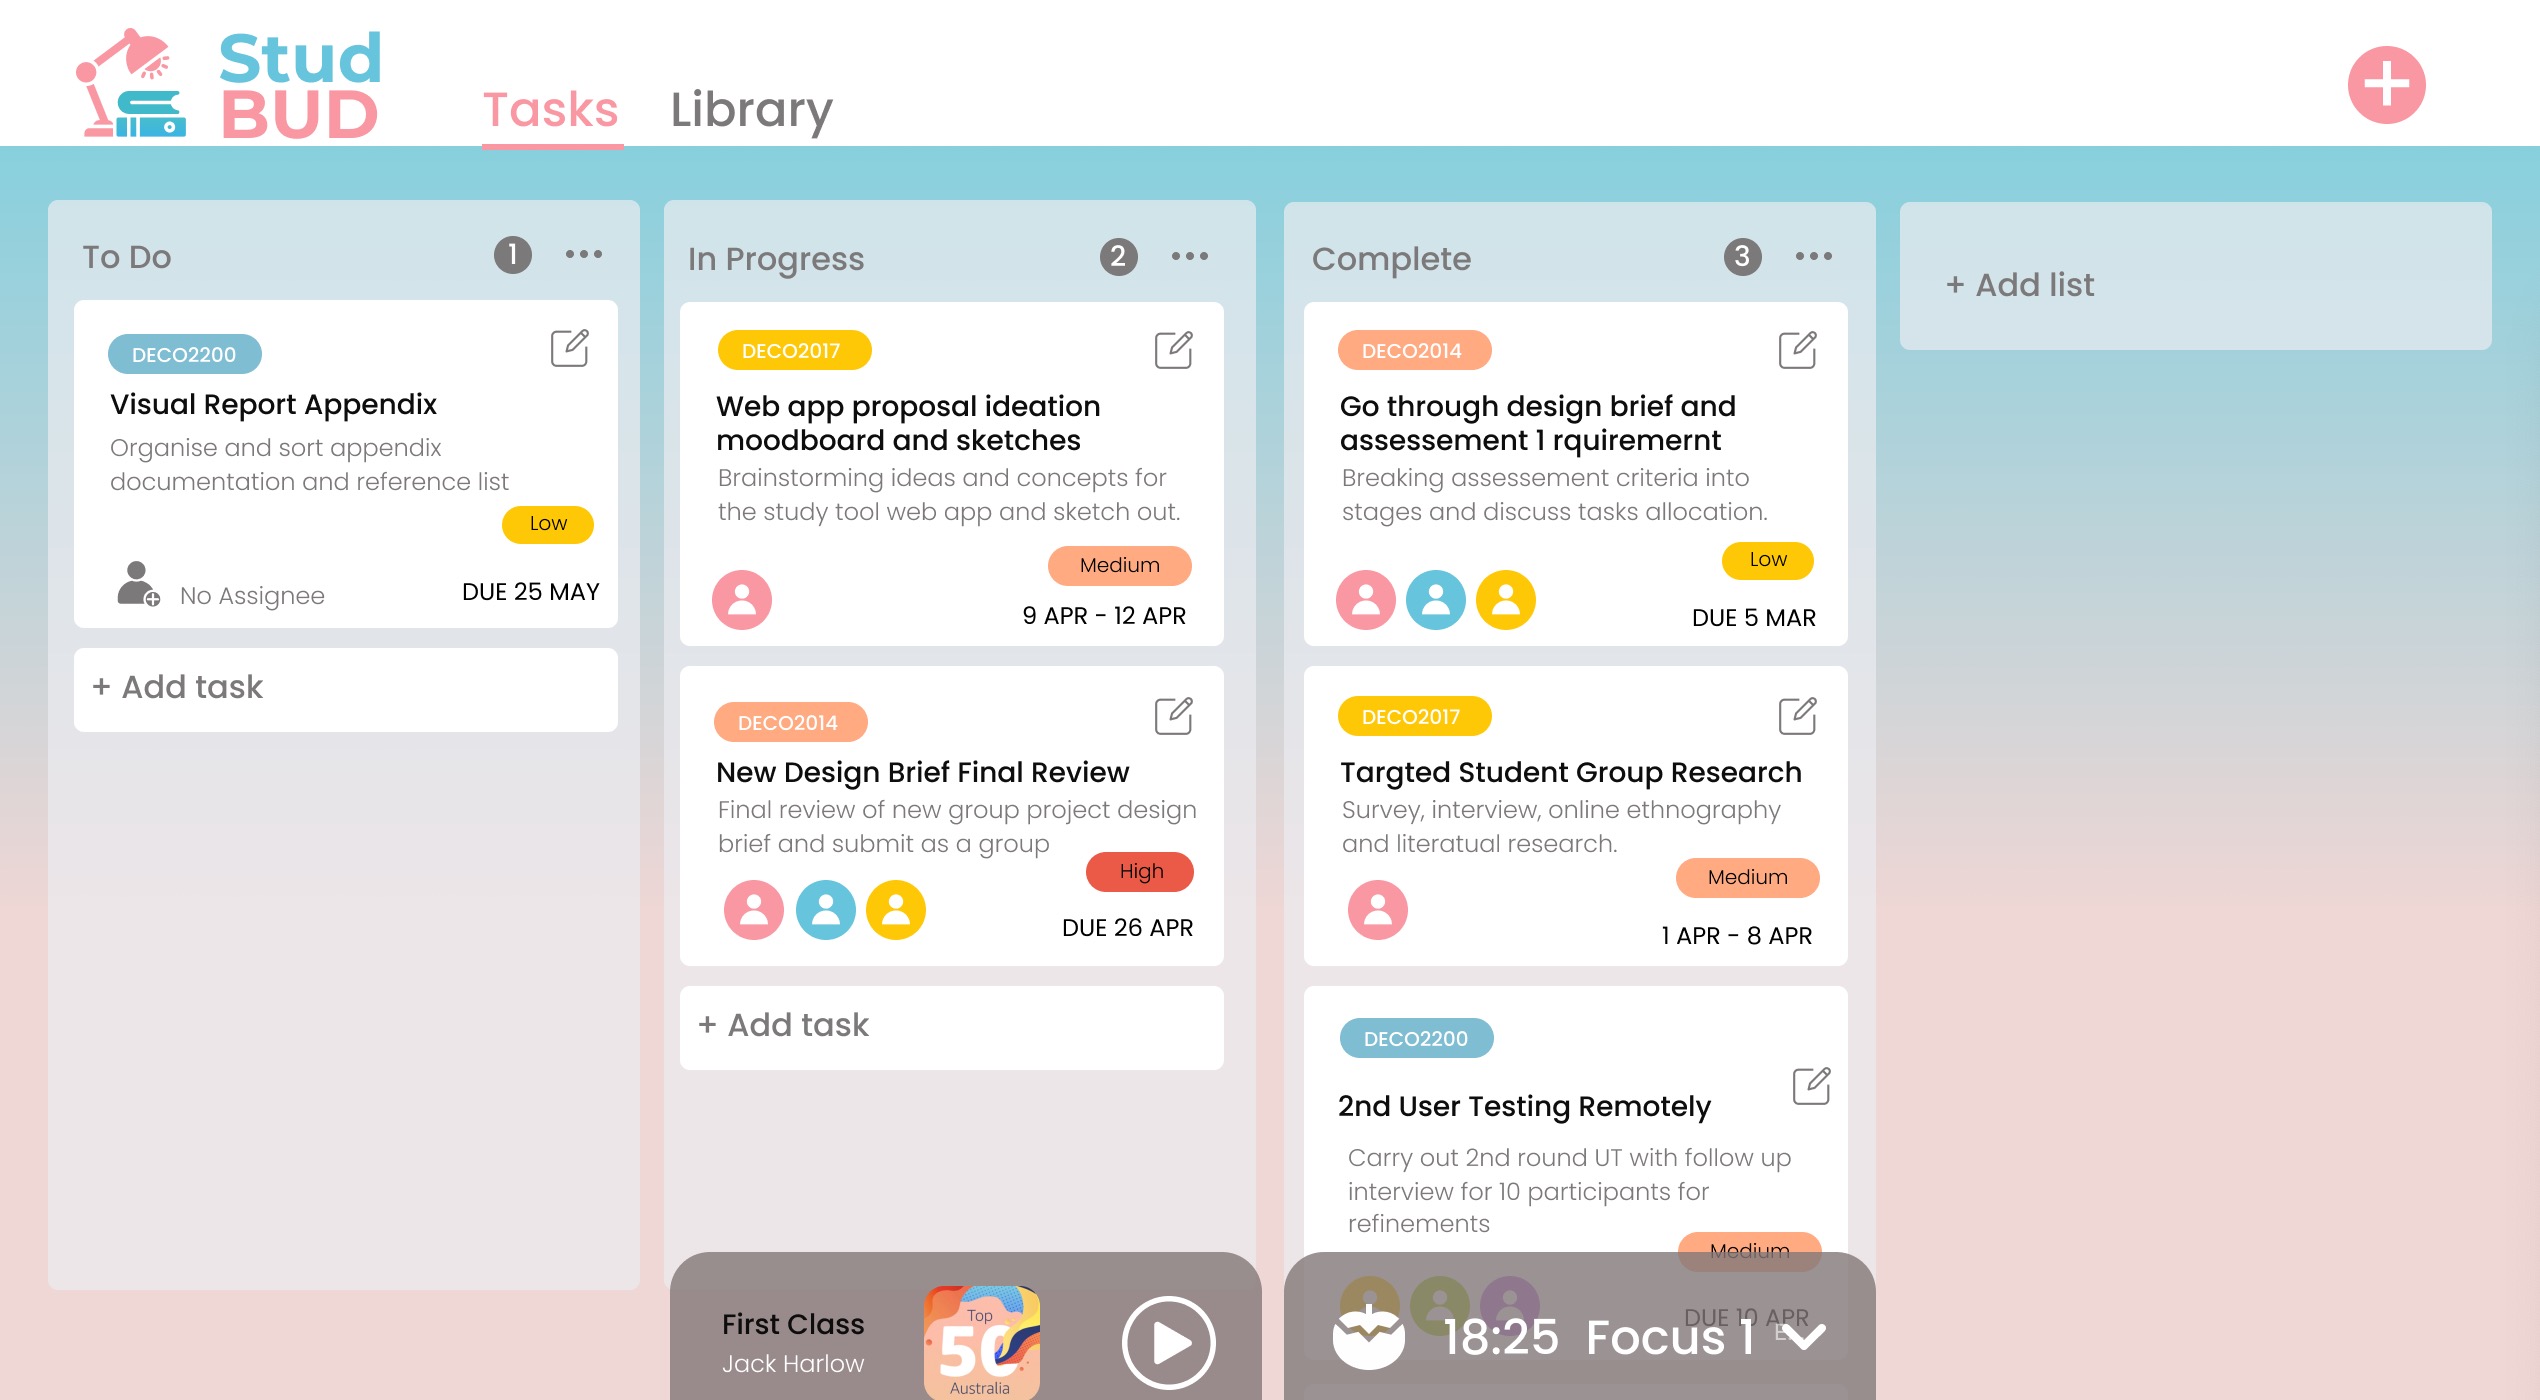 Stud
BUD
Tasks
Library
To Do
1
DECO2200
Visual Report Appendix
Organise and sort appendix
documentation and reference list
Low
No Assignee
DUE 25 MAY
+ Add task
In Progress
2
DECO2017
Web app proposal ideation
moodboard and sketches
Brainstorming ideas and concepts for
the study tool web app and sketch out.
Medium
9 APR - 12 APR
DECO2014
New Design Brief Final Review
Final review of new group project design
brief and submit as a group
High
DUE 26 APR
+ Add task
Complete
3
DECO2014
Go through design brief and
assessement 1 rquiremernt
Breaking assessement criteria into
stages and discuss tasks allocation.
Low
DUE 5 MAR
DECO2017
Targted Student Group Research
Survey, interview, online ethnography
and literatual research.
Medium
1 APR - 8 APR
DECO2200
2nd User Testing Remotely
Carry out 2nd round UT with follow up
interview for 10 participants for
refinements
Medium
DUE 10 APR
+ Add list
First Class
Jack Harlow
Top
50
Australia
18:25 Focus 1